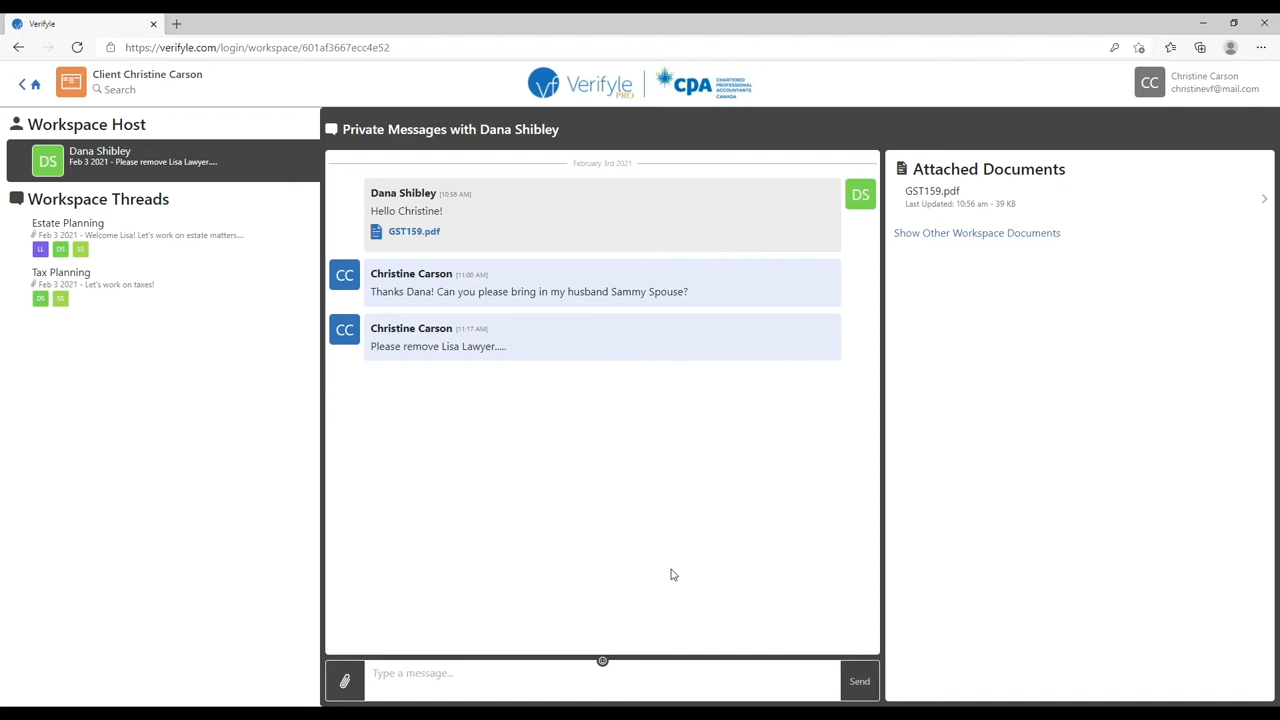 Verifyle
https://verifyle.com/login/workspace/601af3667ecc4e52
Client Christine Carson
Search
vf Verifyle PRO
CPA CHARTERED PROFESSIONAL ACCOUNTANTS CANADA
CC
Christine Carson
christinevf@mail.com
Workspace Host
DS
Dana Shibley
Feb 3 2021 - Please remove Lisa Lawyer.....
Workspace Threads
Estate Planning
Feb 3 2021 - Welcome Lisa! Let's work on estate matters....
LL DS SS
Tax Planning
Feb 3 2021 - Let's work on taxes!
DS SS
Private Messages with Dana Shibley
February 3rd 2021
Dana Shibley [10:56 AM]
Hello Christine!
GST159.pdf
DS
CC
Christine Carson [11:00 AM]
Thanks Dana! Can you please bring in my husband Sammy Spouse?
CC
Christine Carson [11:17 AM]
Please remove Lisa Lawyer.....
Type a message...
Send
Attached Documents
GST159.pdf
Last Updated: 10:56 am - 39 KB
Show Other Workspace Documents